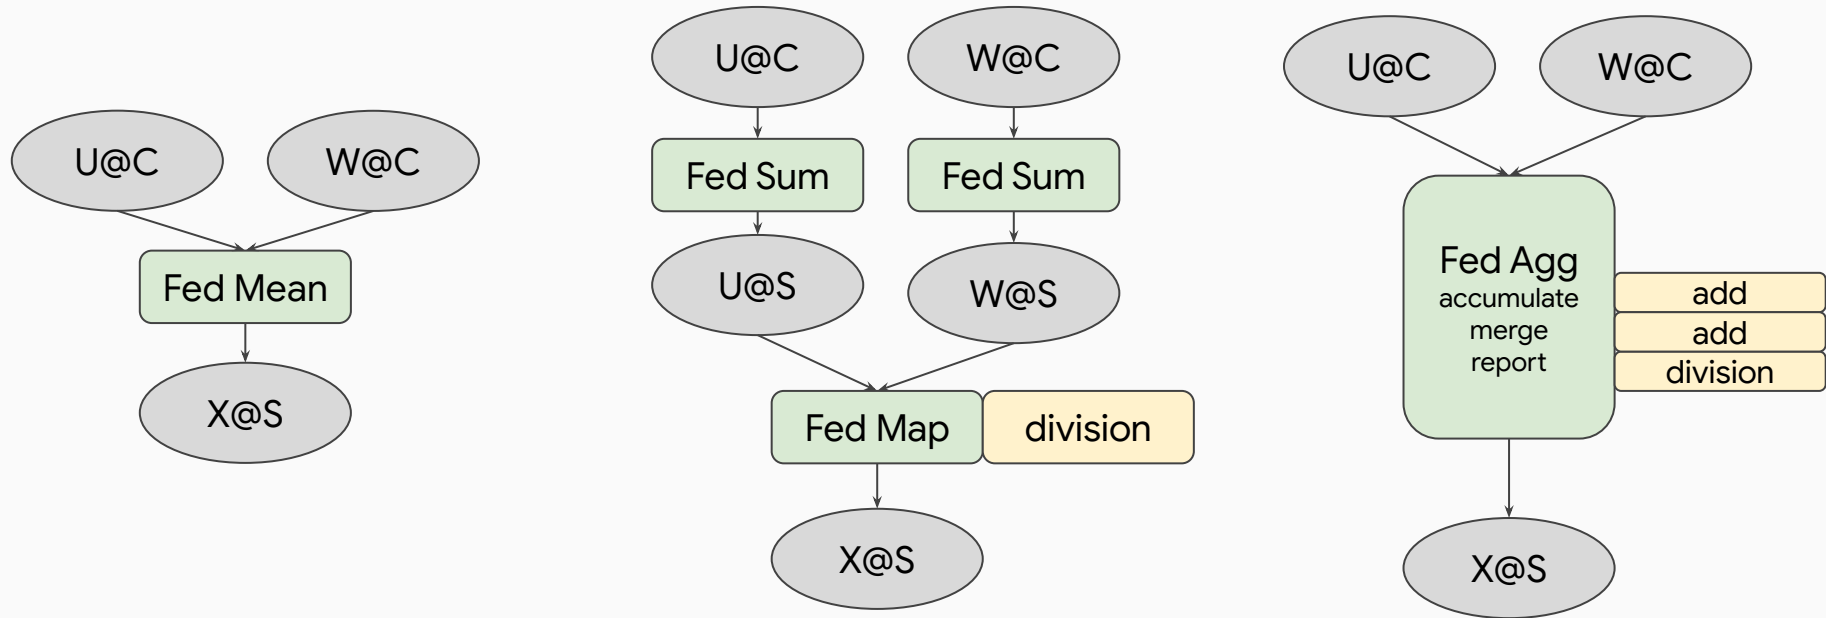 U@C
W@C
Fed Mean
X@S
U@C
W@C
Fed Sum
Fed Sum
U@S
W@S
Fed Map
division
X@S
U@C
W@C
Fed Agg
accumulate
merge
report
add
add
division
X@S